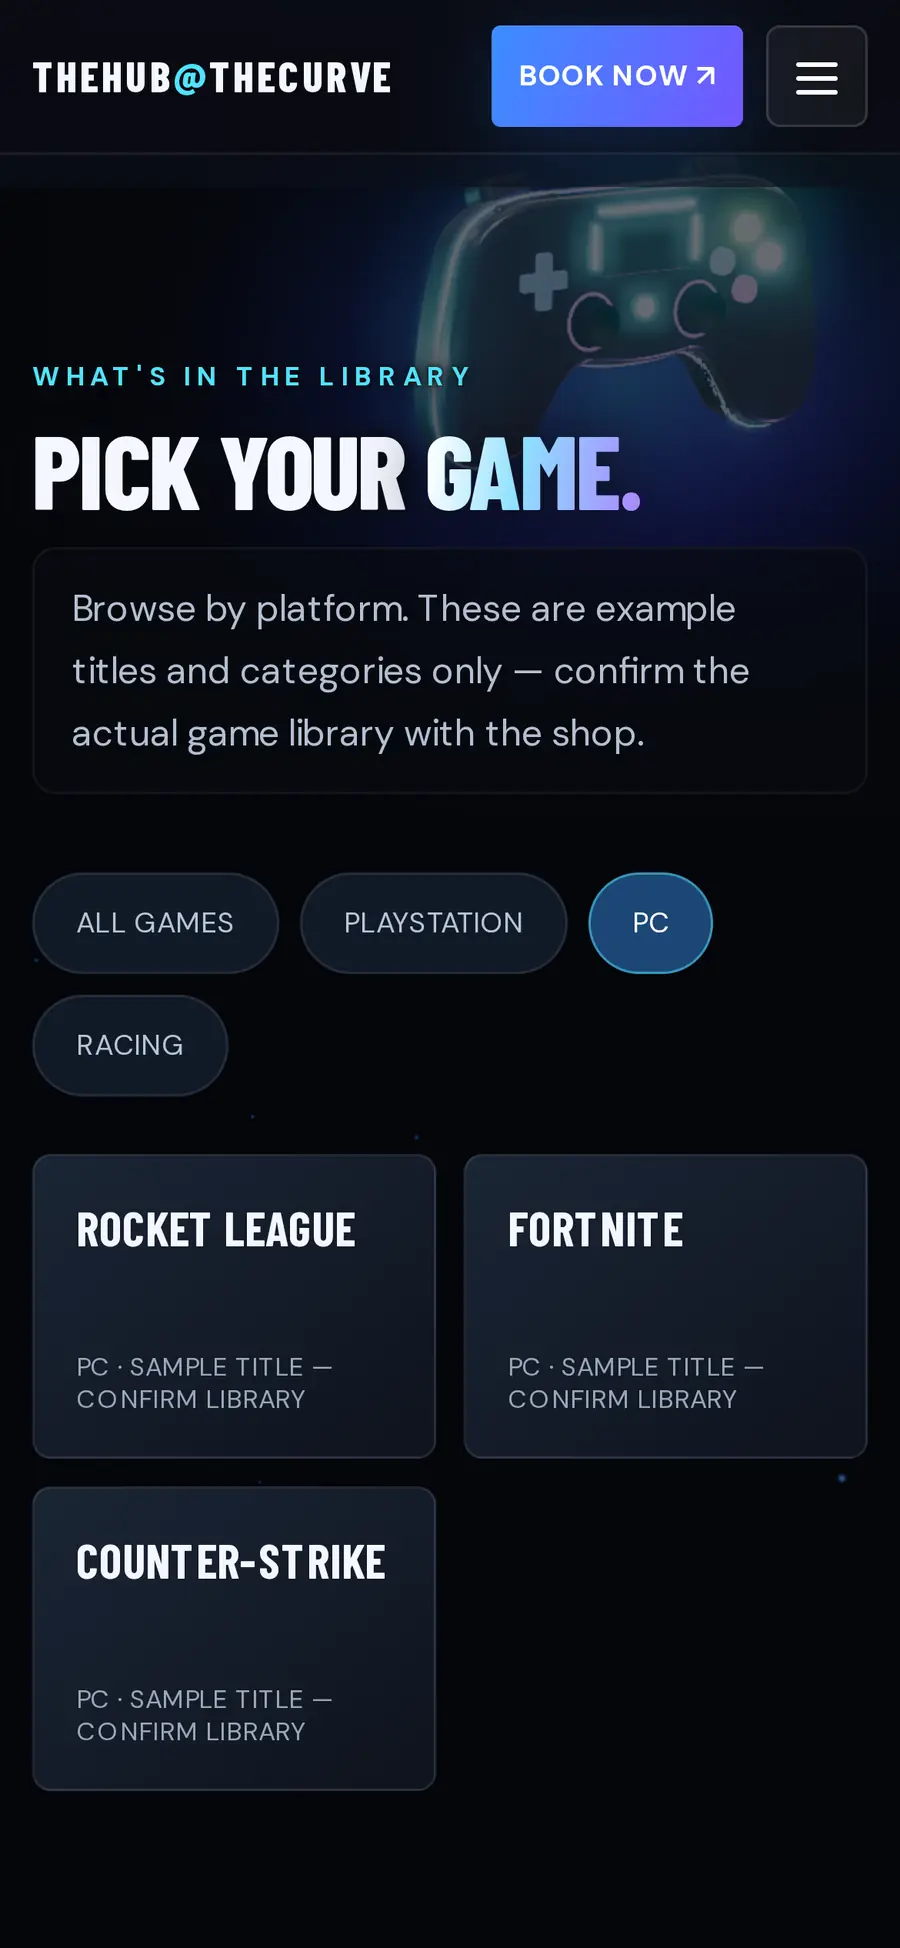 THEHUB@THECURVE
BOOK NOW ↗
WHAT'S IN THE LIBRARY
PICK YOUR GAME.
Browse by platform. These are example
titles and categories only — confirm the
actual game library with the shop.
ALL GAMES
PLAYSTATION
PC
RACING
ROCKET LEAGUE
PC · SAMPLE TITLE —
CONFIRM LIBRARY
FORTNITE
PC · SAMPLE TITLE —
CONFIRM LIBRARY
COUNTER-STRIKE
PC · SAMPLE TITLE —
CONFIRM LIBRARY